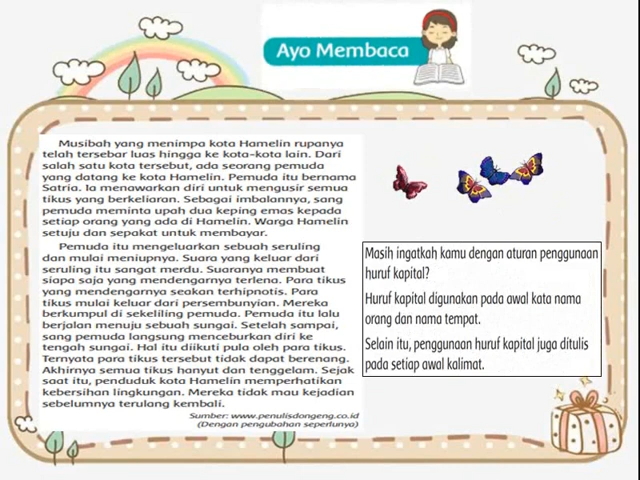 Ayo Membaca
Musibah yang menimpa kota Hamelin rupanya
telah tersebar luas hingga ke kota-kota lain. Dari
salah satu kota tersebut, ada seorang pemuda
yang datang ke kota Hamelin. Pemuda itu bernama
Satria. Ia menawarkan diri untuk mengusir semua
tikus yang berkeliaran. Sebagai imbalannya, sang
pemuda meminta upah dua keping emas kepada
setiap orang yang ada di Hamelin. Warga Hamelin
setuju dan sepakat untuk membayar.
Pemuda itu mengeluarkan sebuah seruling
dan mulai meniupnya. Suara yang keluar dari
seruling itu sangat merdu. Suaranya membuat
siapa saja yang mendengarnya terlena. Para tikus
yang mendengarnya seakan terhipnotis. Para
tikus mulai keluar dari persembunyian. Mereka
berkumpul di sekeliling pemuda. Pemuda itu lalu
berjalan menuju sebuah sungai. Setelah sampai,
sang pemuda langsung menceburkan diri ke
tengah sungai. Hal itu diikuti pula oleh para tikus.
Ternyata para tikus tersebut tidak dapat berenang.
Akhirnya semua tikus hanyut dan tenggelam. Sejak
saat itu, penduduk kota Hamelin memperhatikan
kebersihan lingkungan. Mereka tidak mau kejadian
sebelumnya terulang kembali.
Sumber: www.penulisdongeng.co.id
(Dengan pengubahan seperlunya)
Masih ingatkah kamu dengan aturan penggunaan
huruf kapital?
Huruf kapital digunakan pada awal kata nama
orang dan nama tempat.
Selain itu, penggunaan huruf kapital juga ditulis
pada setiap awal kalimat.